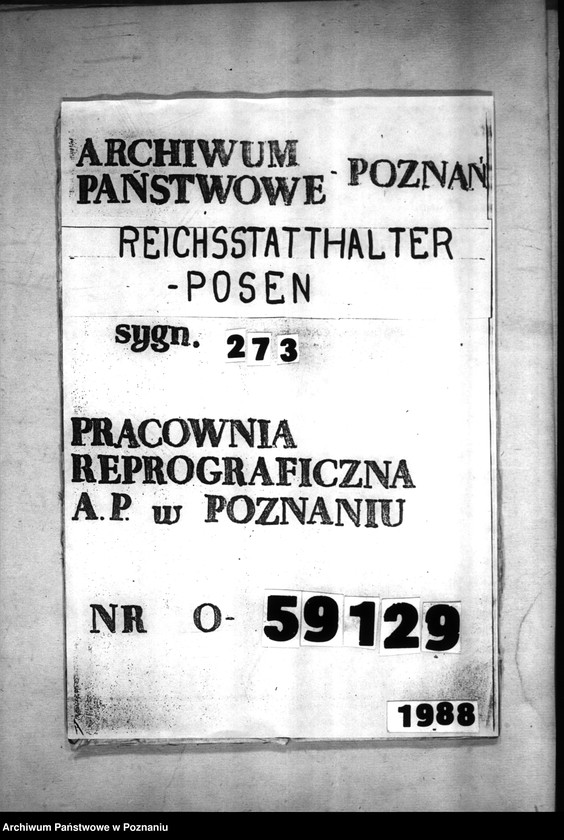 ARCHIWUM
PAŃSTWOWE - POZNAŃ
REICHSSTATTHALTER
-POSEN
sygn. 273
PRACOWNIA
REPROGRAFICZNA
A.P. w POZNANIU
NR O- 59129
1988
Archiwum Państwowe w Poznaniu